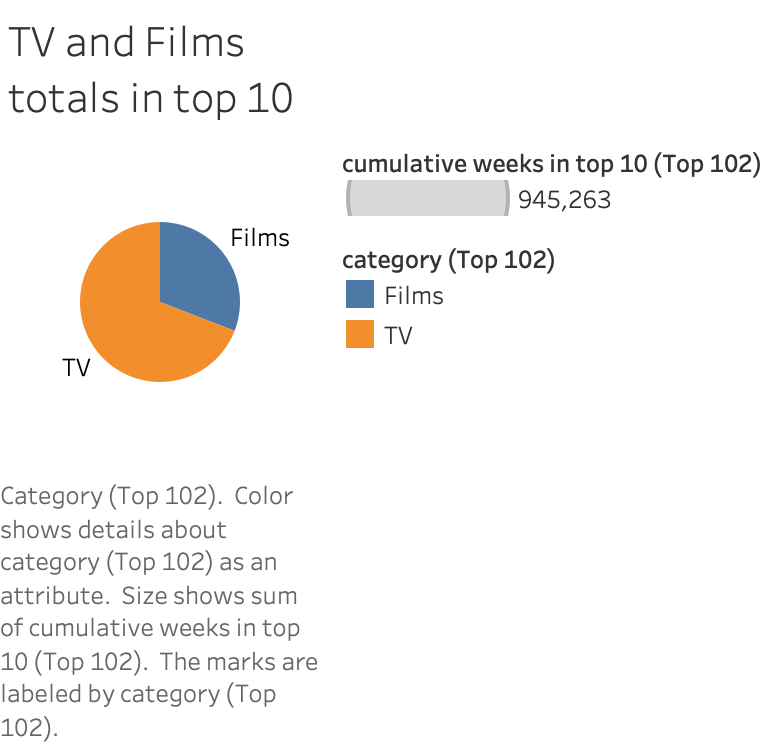 TV and Films
totals in top 10
cumulative weeks in top 10 (Top 102)
945,263
Films
category (Top 102)
Films
TV
TV
Category (Top 102).  Color
shows details about
category (Top 102) as an
attribute.  Size shows sum
of cumulative weeks in top
10 (Top 102).  The marks are
labeled by category (Top
102).